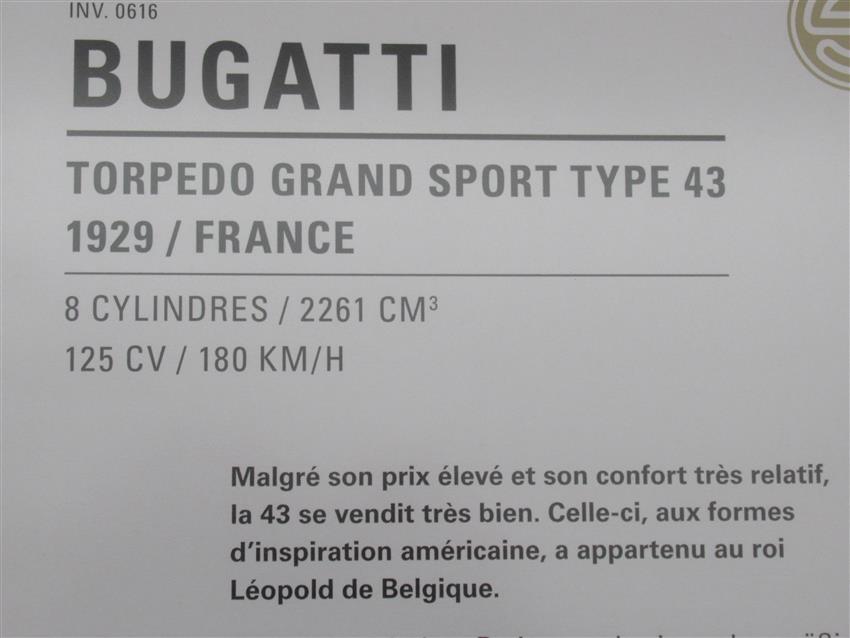 INV. 0616
BUGATTI
TORPEDO GRAND SPORT TYPE 43
1929 / FRANCE
8 CYLINDRES / 2261 CM³
125 CV / 180 KM/H
Malgré son prix élevé et son confort très relatif,
la 43 se vendit très bien. Celle-ci, aux formes
d’inspiration américaine, a appartenu au roi
Léopold de Belgique.